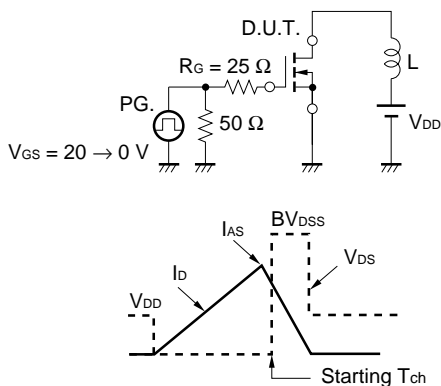 D.U.T.
RG = 25 Ω
PG.
L
50 Ω
VDD
VGS = 20 → 0 V
BVDSS
IAS
ID
VDS
VDD
Starting Tch